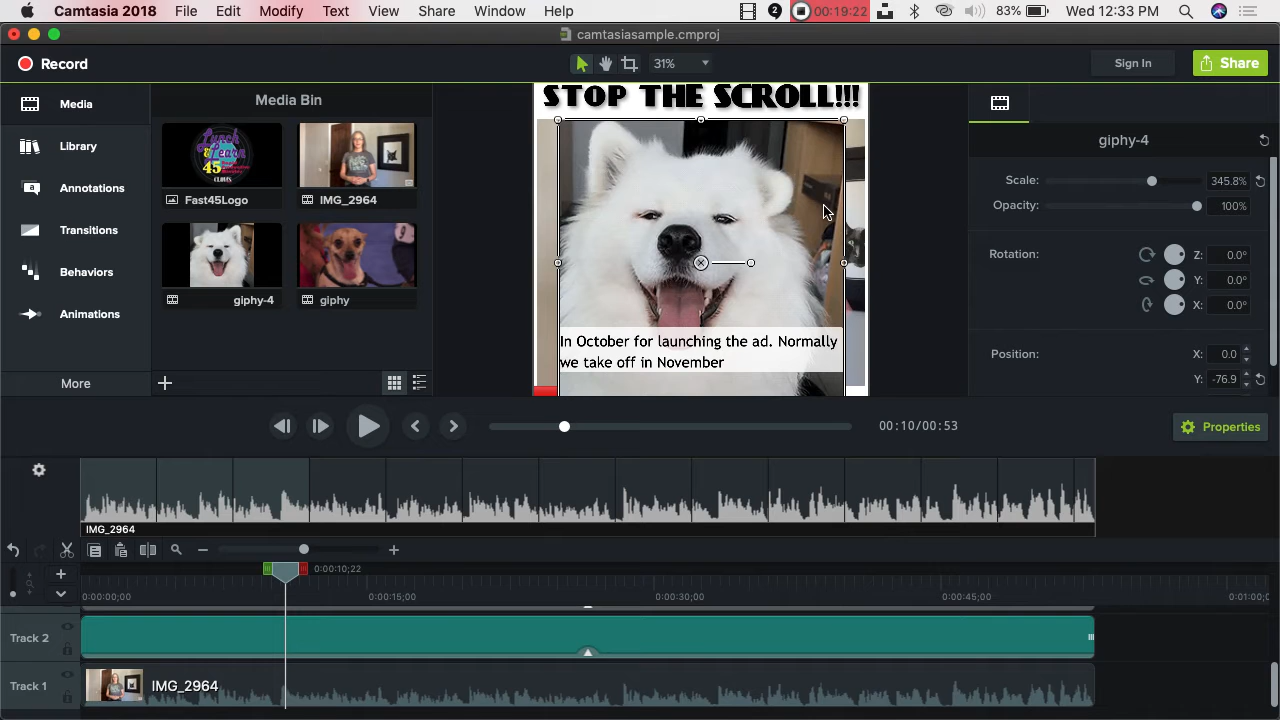 Camtasia 2018 File Edit Modify Text View Share Window Help 2 00:19:22 83% Wed 12:33 PM
camtasiasample.cmproj
Record 31% Sign In Share
Media
Library
Annotations
Transitions
Behaviors
Animations
More
Media Bin
Lunch
& Learn
45
Fast45Logo IMG_2964
giphy-4 giphy
STOP THE SCROLL!!!
In October for launching the ad. Normally
we take off in November
giphy-4
Scale: 345.8%
Opacity: 100%
Rotation: Z: 0.0°
Y: 0.0°
X: 0.0°
Position: X: 0.0
Y: -76.9
00:10/00:53 Properties
IMG_2964
0:00:10;22
0:00:00;00 0:00:15;00 0:00:30;00 0:00:45;00 0:01:00;0
Track 2
Track 1 IMG_2964